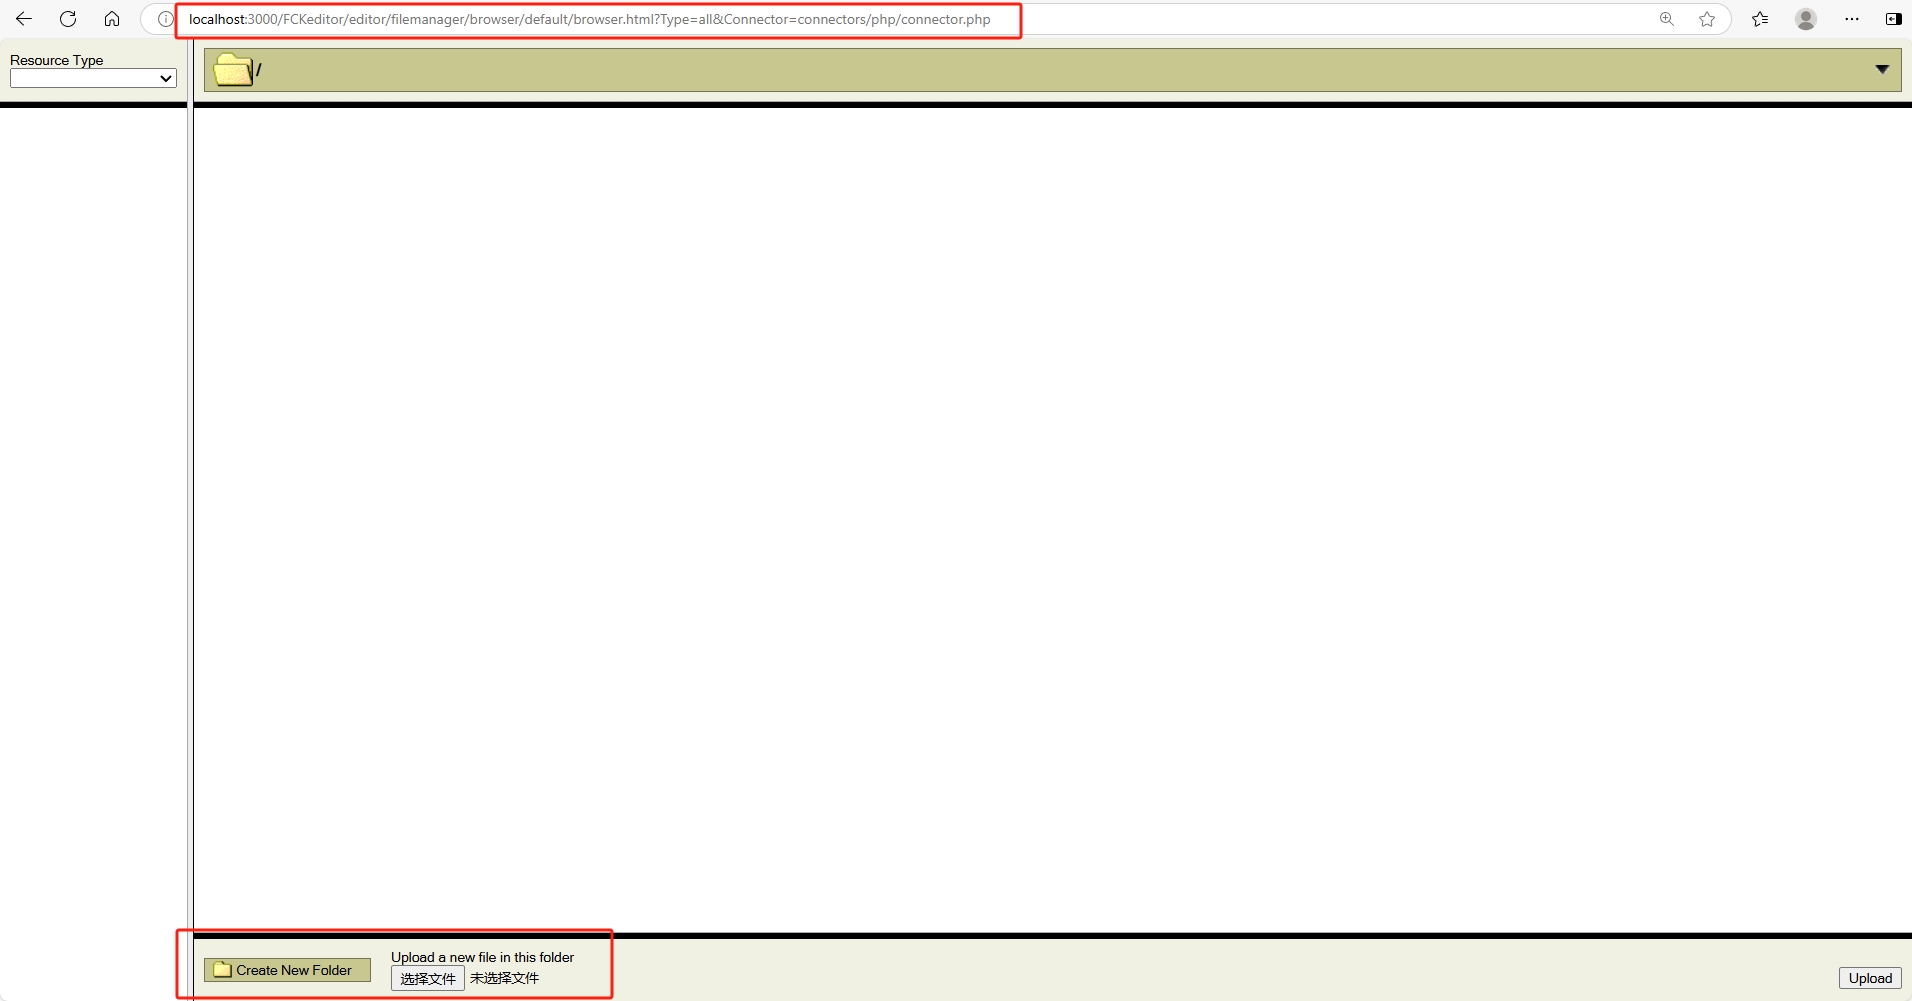 localhost:3000/FCKeditor/editor/filemanager/browser/default/browser.html?Type=all&Connector=connectors/php/connector.php
Resource Type
/
Create New Folder
Upload a new file in this folder
选择文件 未选择文件
Upload